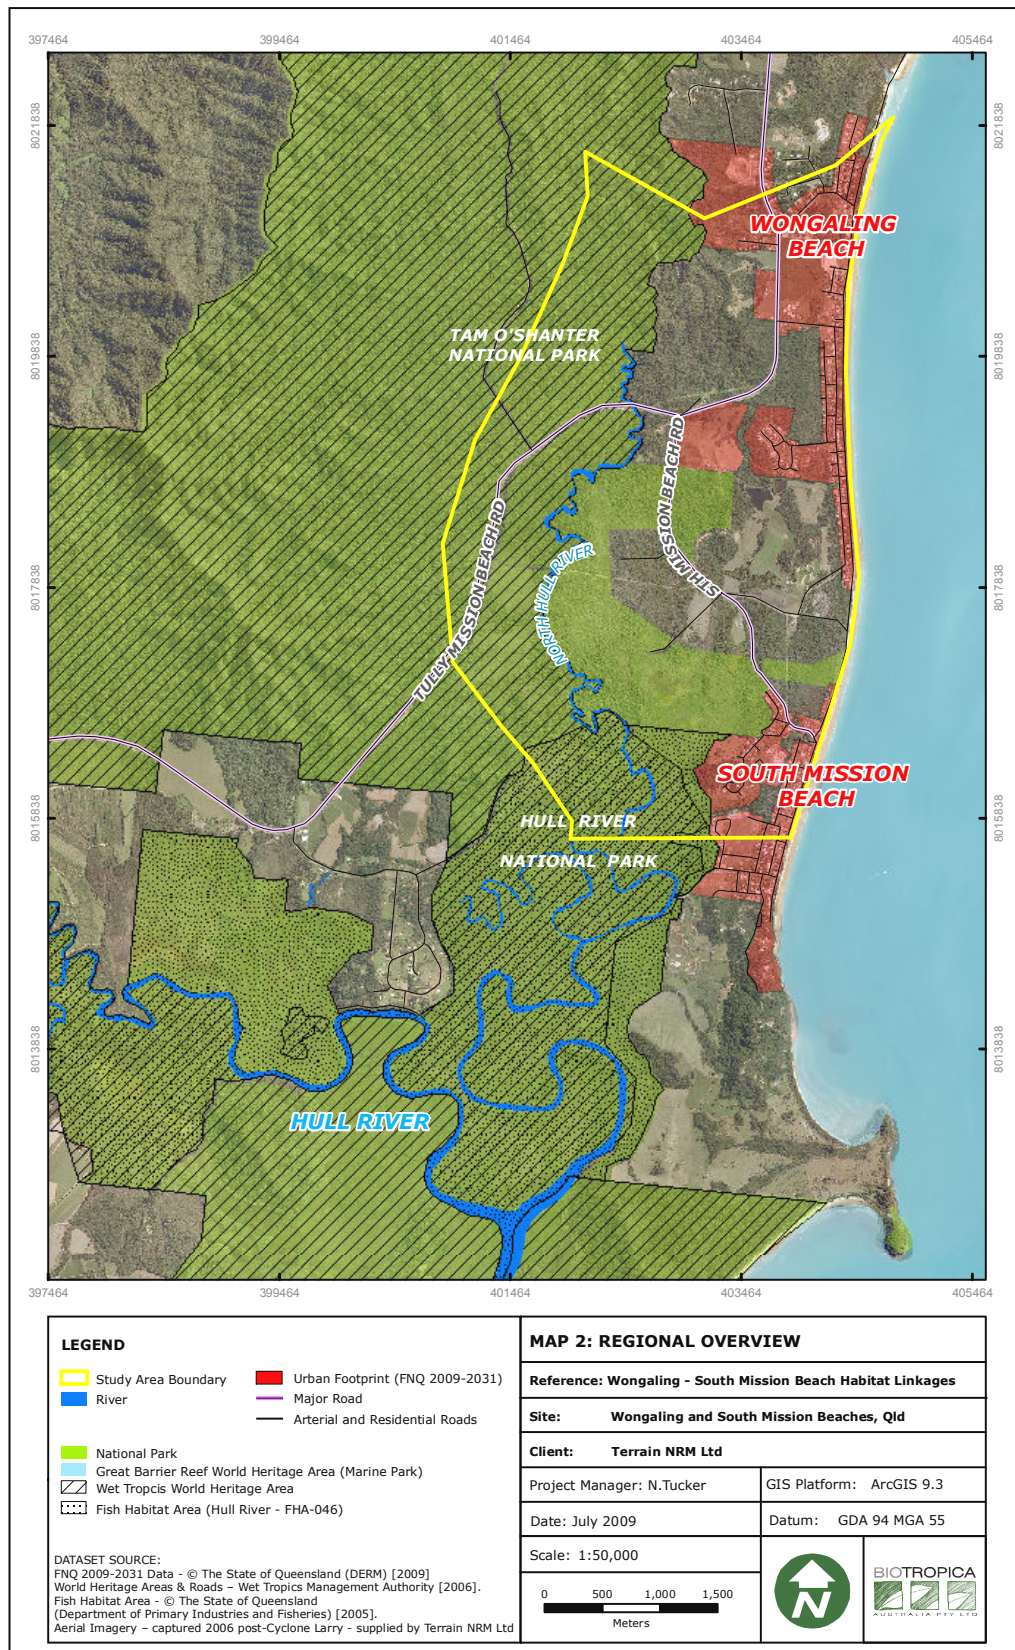 397464
399464
401464
403464
405464
8021838
8021838
WONGALING
BEACH
TAM O'SHANTER
NATIONAL PARK
8019838
8019838
STH MISSION BEACH RD
TULLY-MISSION-BEACH-RD
NORTH HULL RIVER
8017838
8017838
SOUTH MISSION
BEACH
HULL RIVER
NATIONAL PARK
8015838
8015838
8013838
8013838
HULL RIVER
397464
399464
401464
403464
405464
LEGEND
Study Area Boundary
River
Urban Footprint (FNQ 2009-2031)
Major Road
Arterial and Residential Roads
National Park
Great Barrier Reef World Heritage Area (Marine Park)
Wet Tropcis World Heritage Area
Fish Habitat Area (Hull River - FHA-046)
DATASET SOURCE:
FNQ 2009-2031 Data - © The State of Queensland (DERM) [2009]
World Heritage Areas & Roads – Wet Tropics Management Authority [2006].
Fish Habitat Area - © The State of Queensland
(Department of Primary Industries and Fisheries) [2005].
Aerial Imagery – captured 2006 post-Cyclone Larry - supplied by Terrain NRM Ltd
MAP 2: REGIONAL OVERVIEW
Reference: Wongaling - South Mission Beach Habitat Linkages
Site: Wongaling and South Mission Beaches, Qld
Client: Terrain NRM Ltd
Project Manager: N.Tucker
GIS Platform: ArcGIS 9.3
Date: July 2009
Datum: GDA 94 MGA 55
Scale: 1:50,000
0 500 1,000 1,500
Meters
N
BIOTROPICA
AUSTRALIA PTY LTD